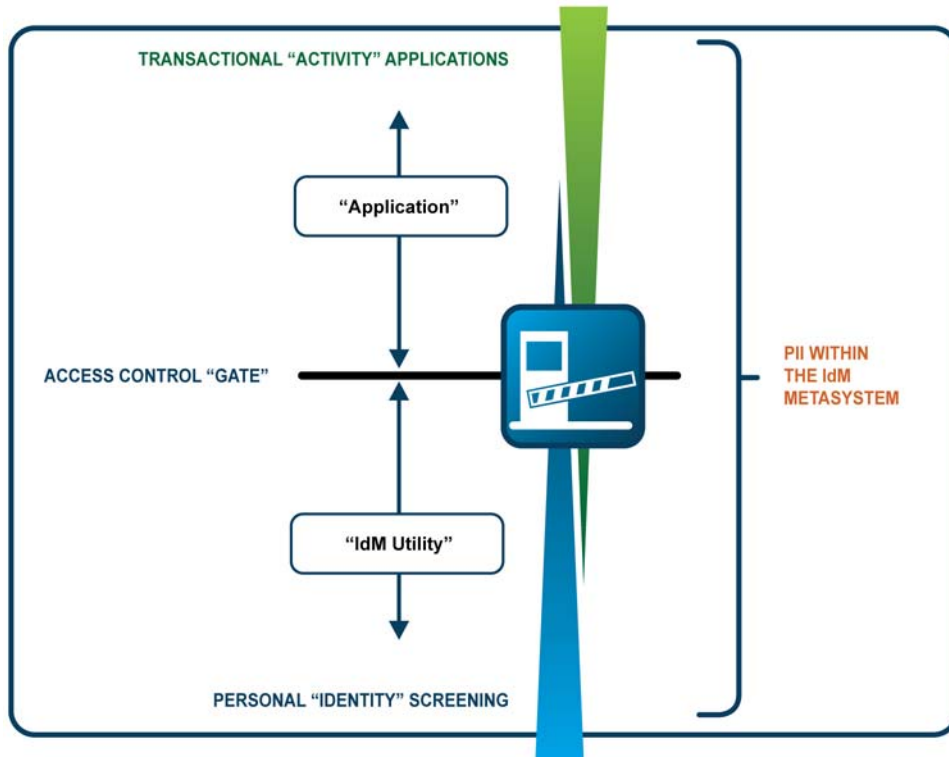 TRANSACTIONAL “ACTIVITY” APPLICATIONS
“Application”
ACCESS CONTROL “GATE”
PII WITHIN
THE IdM
METASYSTEM
“IdM Utility”
PERSONAL “IDENTITY” SCREENING